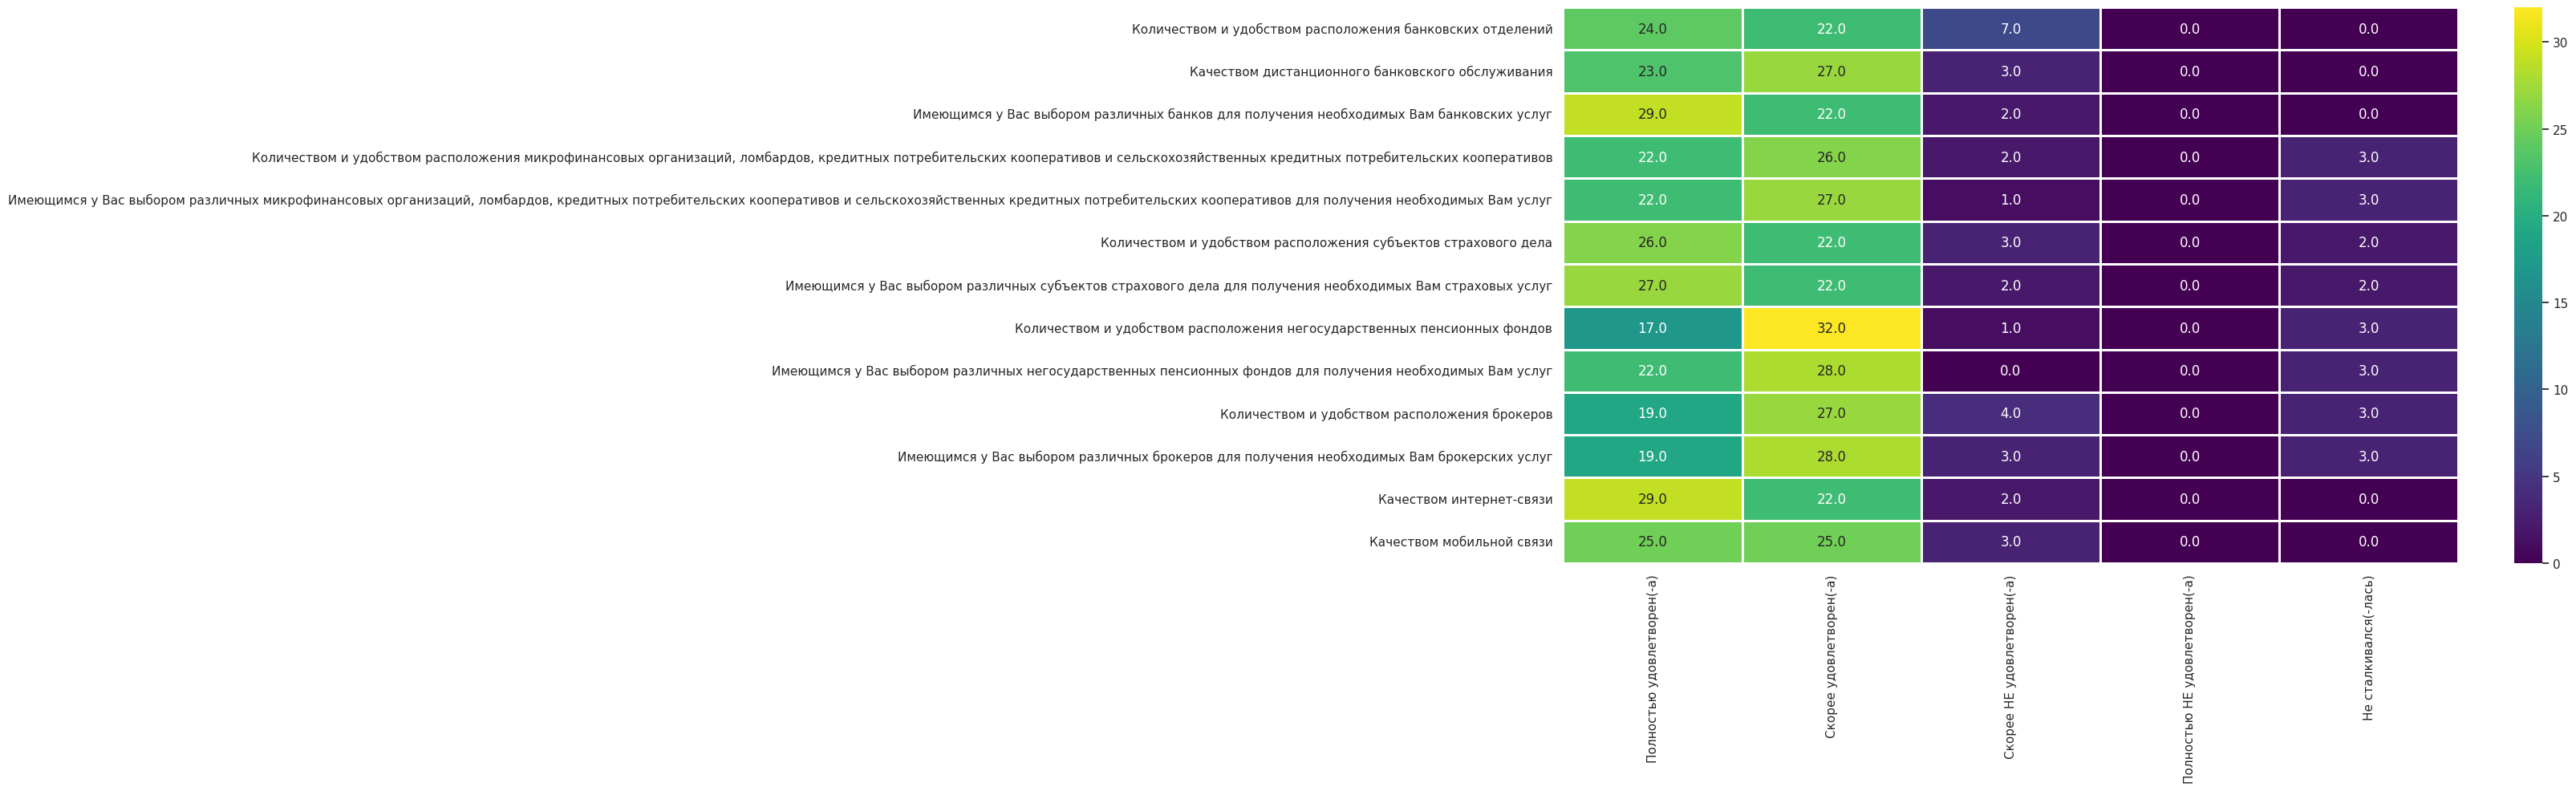 Количеством и удобством расположения банковских отделений 24.0 22.0 7.0 0.0 0.0
Качеством дистанционного банковского обслуживания 23.0 27.0 3.0 0.0 0.0
Имеющимся у Вас выбором различных банков для получения необходимых Вам банковских услуг 29.0 22.0 2.0 0.0 0.0
Количеством и удобством расположения микрофинансовых организаций, ломбардов, кредитных потребительских кооперативов и сельскохозяйственных кредитных потребительских кооперативов 22.0 26.0 2.0 0.0 3.0
Имеющимся у Вас выбором различных микрофинансовых организаций, ломбардов, кредитных потребительских кооперативов и сельскохозяйственных кредитных потребительских кооперативов для получения необходимых Вам услуг 22.0 27.0 1.0 0.0 3.0
Количеством и удобством расположения субъектов страхового дела 26.0 22.0 3.0 0.0 2.0
Имеющимся у Вас выбором различных субъектов страхового дела для получения необходимых Вам страховых услуг 27.0 22.0 2.0 0.0 2.0
Количеством и удобством расположения негосударственных пенсионных фондов 17.0 32.0 1.0 0.0 3.0
Имеющимся у Вас выбором различных негосударственных пенсионных фондов для получения необходимых Вам услуг 22.0 28.0 0.0 0.0 3.0
Количеством и удобством расположения брокеров 19.0 27.0 4.0 0.0 3.0
Имеющимся у Вас выбором различных брокеров для получения необходимых Вам брокерских услуг 19.0 28.0 3.0 0.0 3.0
Качеством интернет-связи 29.0 22.0 2.0 0.0 0.0
Качеством мобильной связи 25.0 25.0 3.0 0.0 0.0
Полностью удовлетворен(-а)
Скорее удовлетворен(-а)
Скорее НЕ удовлетворен(-а)
Полностью НЕ удовлетворен(-а)
Не сталкивался(-лась)
30
25
20
15
10
5
0